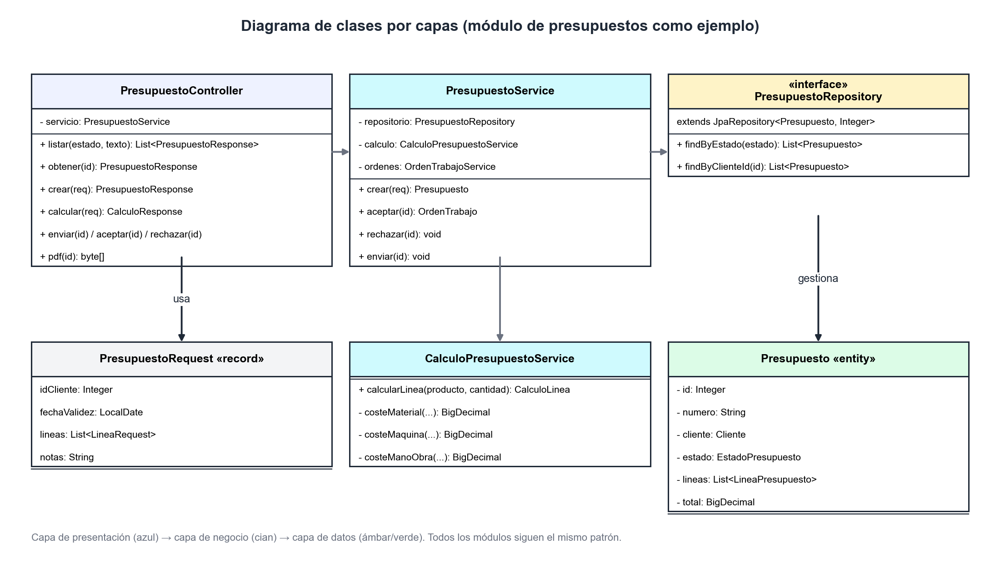 Diagrama de clases por capas (módulo de presupuestos como ejemplo)
PresupuestoController
- servicio: PresupuestoService
+ listar(estado, texto): List<PresupuestoResponse>
+ obtener(id): PresupuestoResponse
+ crear(req): PresupuestoResponse
+ calcular(req): CalculoResponse
+ enviar(id) / aceptar(id) / rechazar(id)
+ pdf(id): byte[]
PresupuestoService
- repositorio: PresupuestoRepository
- calculo: CalculoPresupuestoService
- ordenes: OrdenTrabajoService
+ crear(req): Presupuesto
+ aceptar(id): OrdenTrabajo
+ rechazar(id): void
+ enviar(id): void
«interface»
PresupuestoRepository
extends JpaRepository<Presupuesto, Integer>
+ findByEstado(estado): List<Presupuesto>
+ findByClienteId(id): List<Presupuesto>
usa
gestiona
PresupuestoRequest «record»
idCliente: Integer
fechaValidez: LocalDate
lineas: List<LineaRequest>
notas: String
CalculoPresupuestoService
+ calcularLinea(producto, cantidad): CalculoLinea
- costeMaterial(...): BigDecimal
- costeMaquina(...): BigDecimal
- costeManoObra(...): BigDecimal
Presupuesto «entity»
- id: Integer
- numero: String
- cliente: Cliente
- estado: EstadoPresupuesto
- lineas: List<LineaPresupuesto>
- total: BigDecimal
Capa de presentación (azul) → capa de negocio (cian) → capa de datos (ámbar/verde). Todos los módulos siguen el mismo patrón.